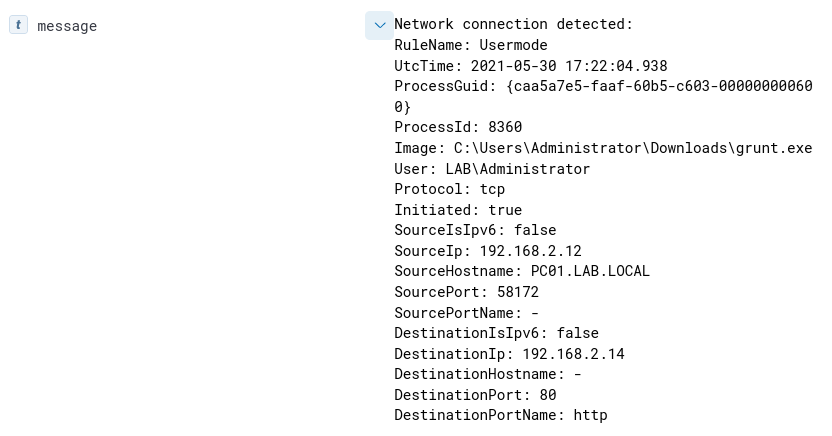 t message
Network connection detected:
RuleName: Usermode
UtcTime: 2021-05-30 17:22:04.938
ProcessGuid: {caa5a7e5-faaf-60b5-c603-00000000060
0}
ProcessId: 8360
Image: C:\Users\Administrator\Downloads\grunt.exe
User: LAB\Administrator
Protocol: tcp
Initiated: true
SourceIsIpv6: false
SourceIp: 192.168.2.12
SourceHostname: PC01.LAB.LOCAL
SourcePort: 58172
SourcePortName: -
DestinationIsIpv6: false
DestinationIp: 192.168.2.14
DestinationHostname: -
DestinationPort: 80
DestinationPortName: http